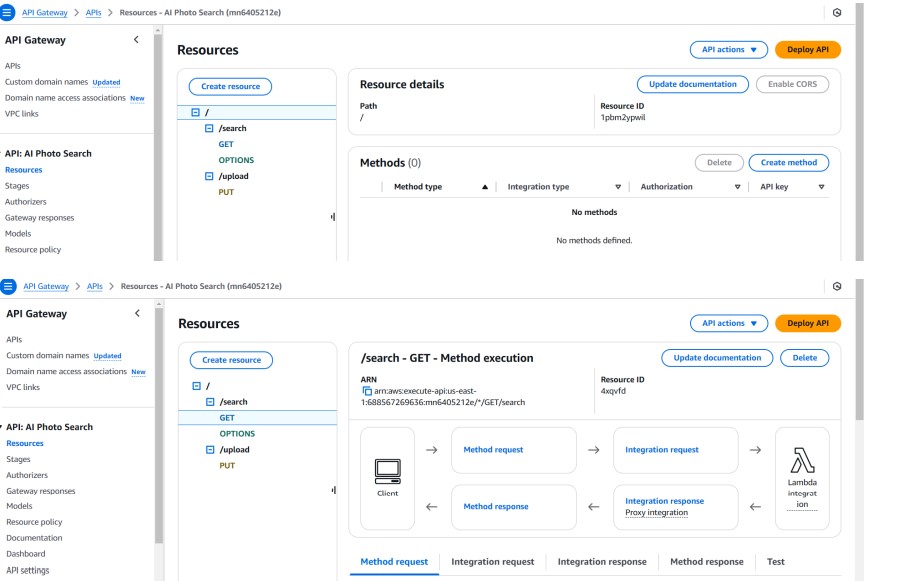 API Gateway > APIs > Resources - AI Photo Search (mn6405212e)
API Gateway
APIs
Custom domain names Updated
Domain name access associations New
VPC links
API: AI Photo Search
Resources
Stages
Authorizers
Gateway responses
Models
Resource policy
Resources
API actions ▼
Deploy API
Create resource
/
/search
GET
OPTIONS
/upload
PUT
Resource details
Update documentation
Enable CORS
Path
/
Resource ID
1pbm2ypwil
Methods (0)
Delete
Create method
Method type ▲ | Integration type ▽ | Authorization ▽ | API key ▽
No methods
No methods defined.
API Gateway > APIs > Resources - AI Photo Search (mn6405212e)
API Gateway
APIs
Custom domain names Updated
Domain name access associations New
VPC links
API: AI Photo Search
Resources
Stages
Authorizers
Gateway responses
Models
Resource policy
Documentation
Dashboard
API settings
Resources
API actions ▼
Deploy API
Create resource
/
/search
GET
OPTIONS
/upload
PUT
/search - GET - Method execution
Update documentation
Delete
ARN
arn:aws:execute-api:us-east-
1:688567269636:mn6405212e/*/GET/search
Resource ID
4xqvfd
Client
Method request
Integration request
Method response
Integration response
Proxy integration
Lambda
integrat
ion
Method request
Integration request
Integration response
Method response
Test